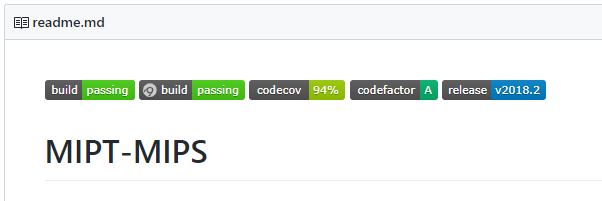 readme.md
build passing build passing codecov 94% codefactor A release v2018.2
MIPT-MIPS